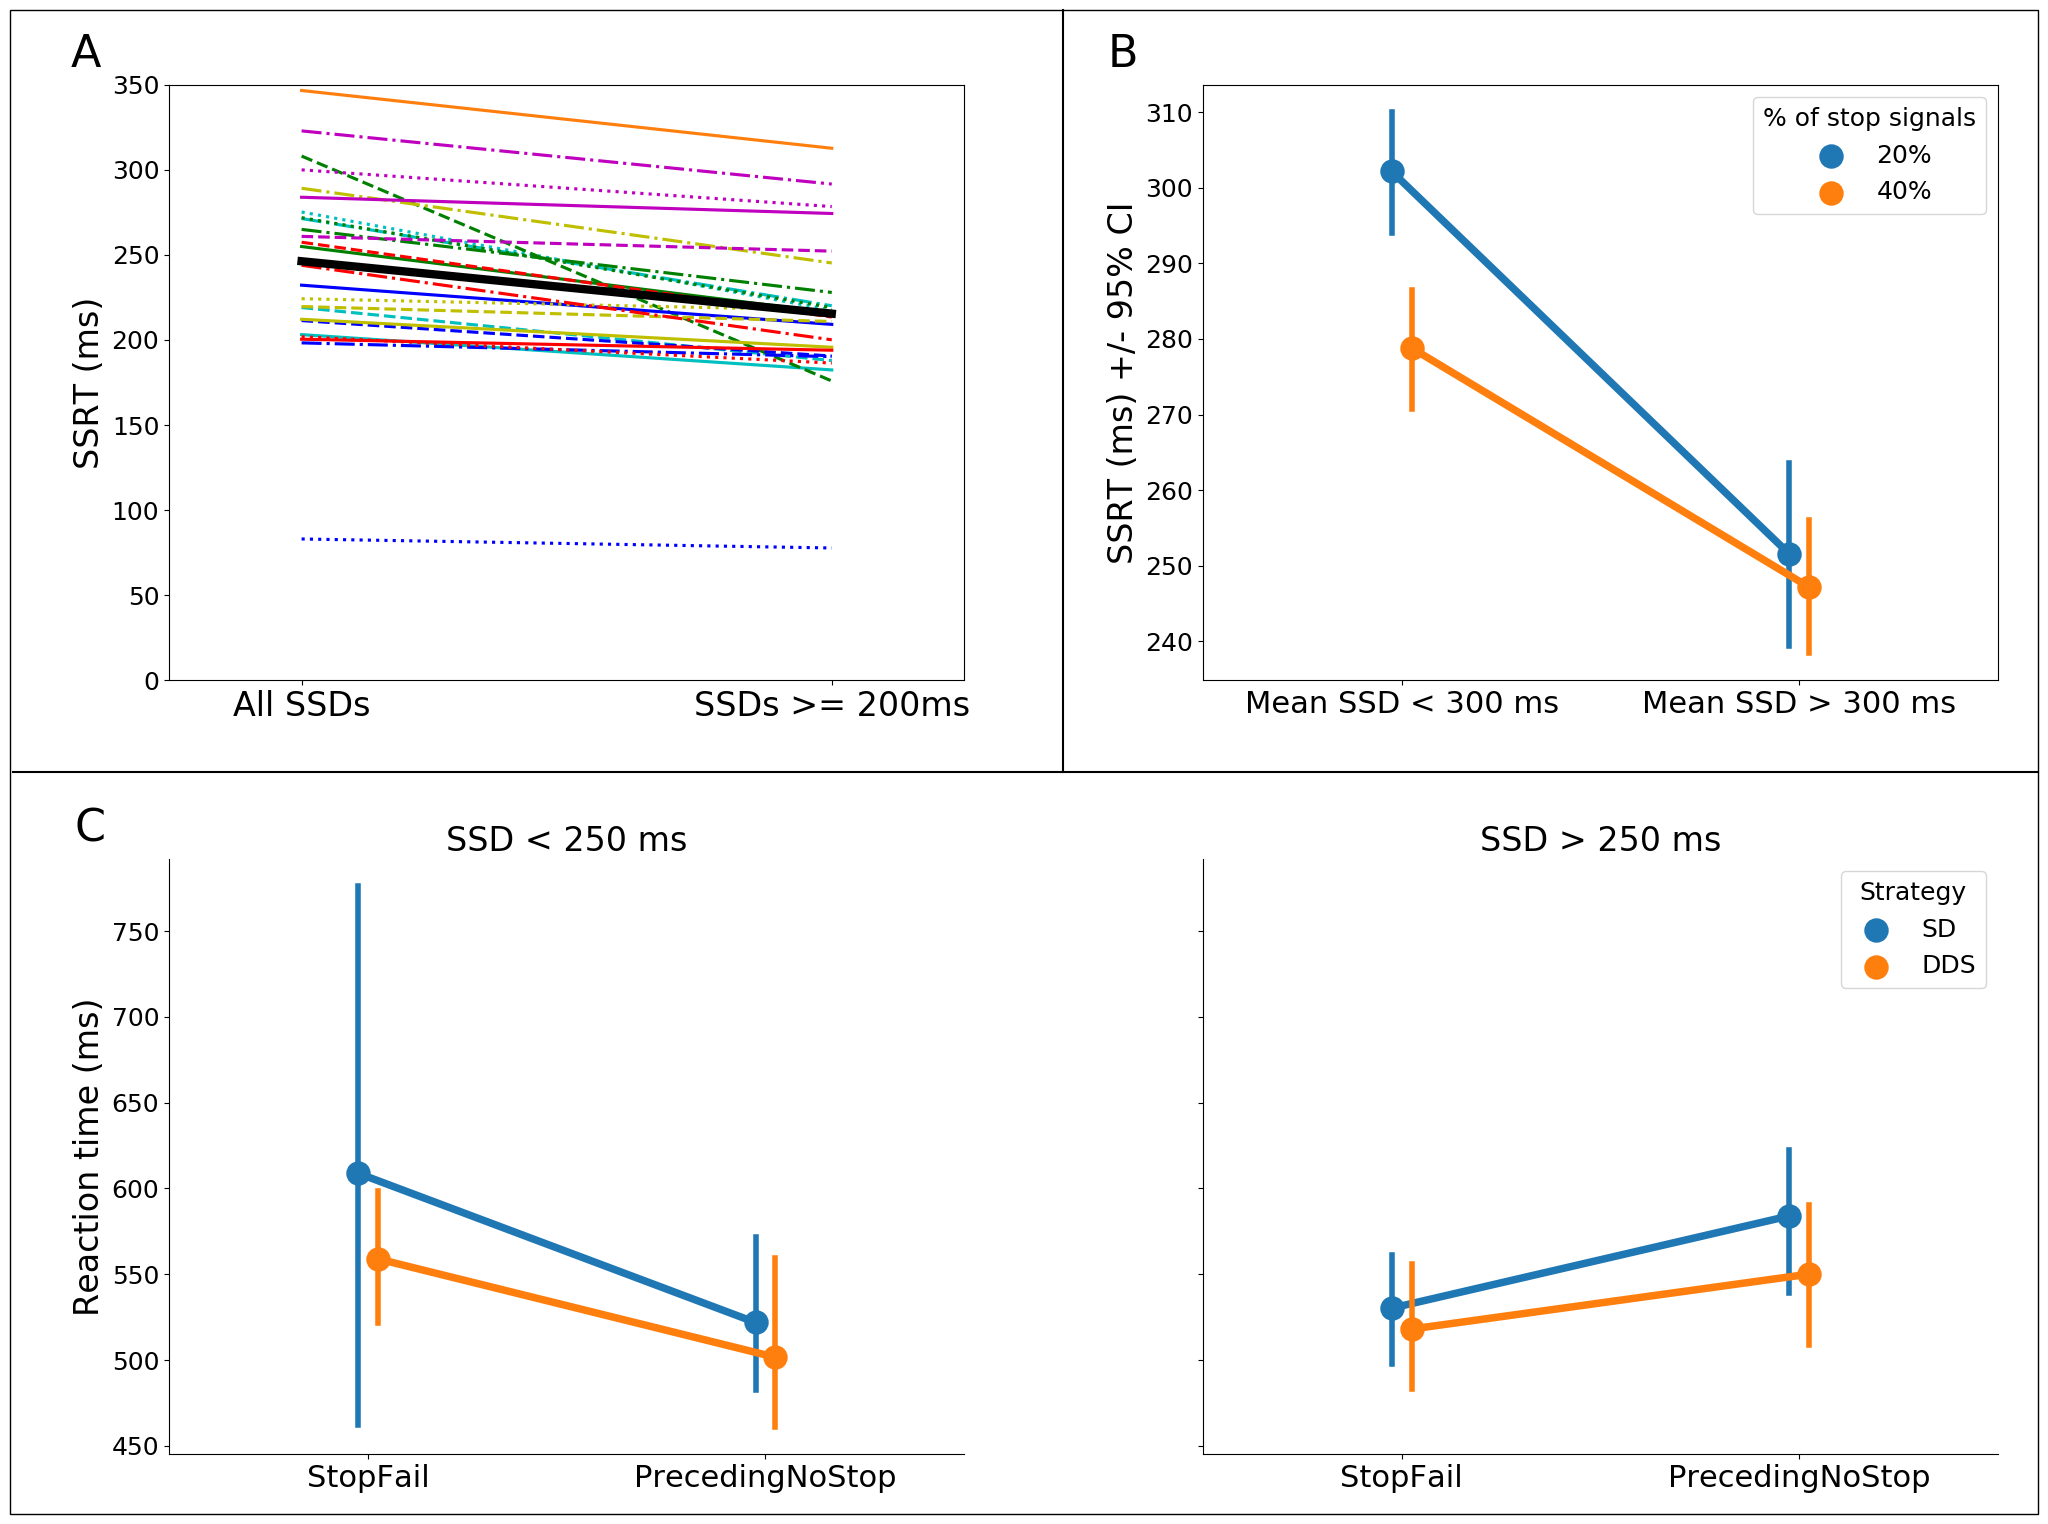 A
350
300
250
200
150
100
50
0
SSRT (ms)
All SSDs
SSDs >= 200ms
B
310
300
290
280
270
260
250
240
SSRT (ms) +/- 95% CI
% of stop signals
20%
40%
Mean SSD < 300 ms
Mean SSD > 300 ms
C
SSD < 250 ms
750
700
650
600
550
500
450
Reaction time (ms)
StopFail
PrecedingNoStop
SSD > 250 ms
Strategy
SD
DDS
StopFail
PrecedingNoStop